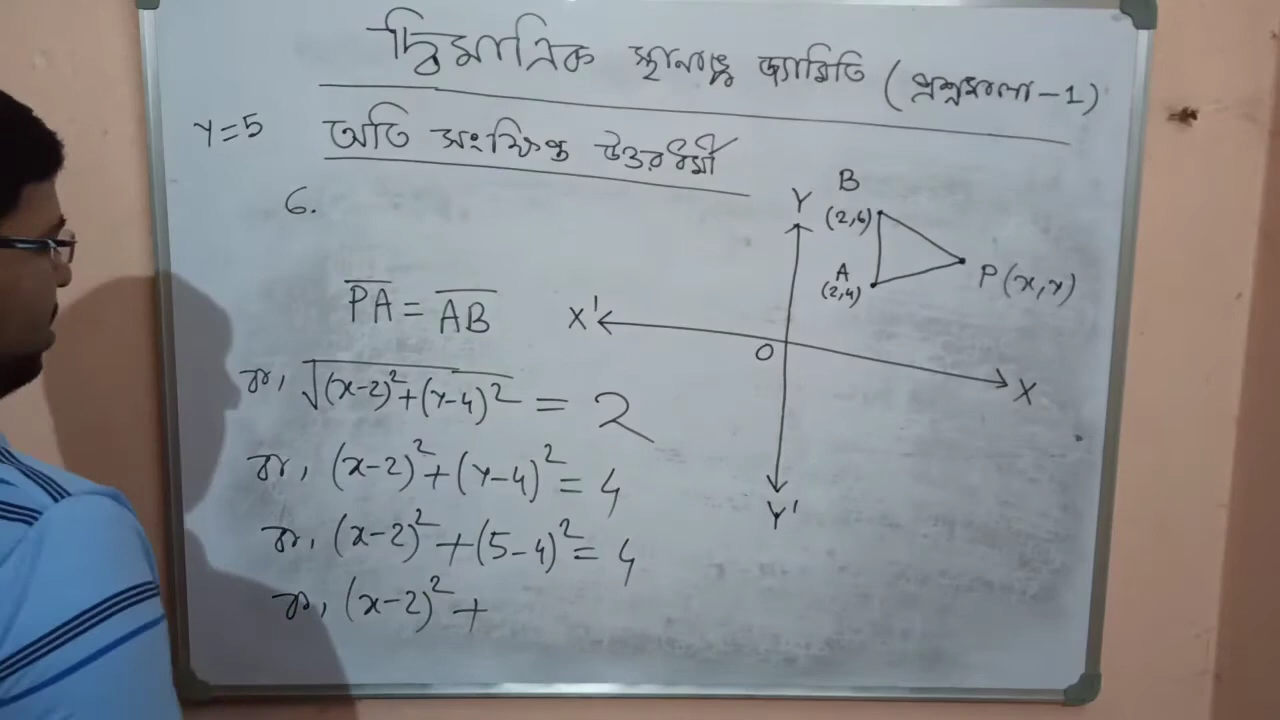 দ্বিমাত্রিক স্থানাঙ্ক জ্যামিতি (প্রশ্নমালা-1)
Y=5
অতি সংক্ষিপ্ত উত্তরধর্মী
6.
PA = AB
বা, √(x-2)²+(Y-4)² = 2
বা, (x-2)²+(Y-4)² = 4
বা, (x-2)²+(5-4)² = 4
বা, (x-2)²+
Y
B
(2,6)
A
(2,4)
P(x,Y)
X'
O
X
Y'